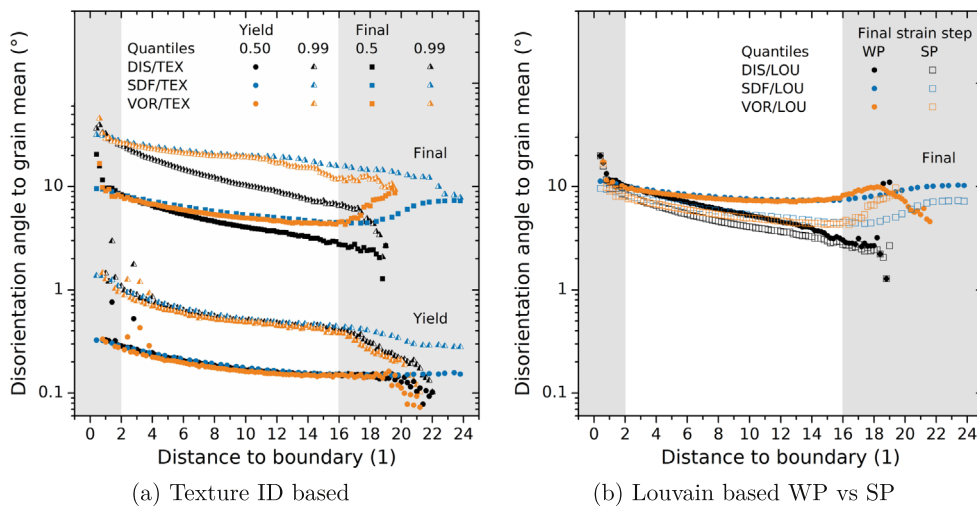 Disorientation angle to grain mean (°)
10
1
0.1
Yield Final
Quantiles 0.50 0.99 0.5 0.99
DIS/TEX
SDF/TEX
VOR/TEX
Final
Yield
0 2 4 6 8 10 12 14 16 18 20 22 24
Distance to boundary (1)
(a) Texture ID based
Disorientation angle to grain mean (°)
10
1
0.1
Final strain step
Quantiles WP SP
DIS/LOU
SDF/LOU
VOR/LOU
Final
0 2 4 6 8 10 12 14 16 18 20 22 24
Distance to boundary (1)
(b) Louvain based WP vs SP